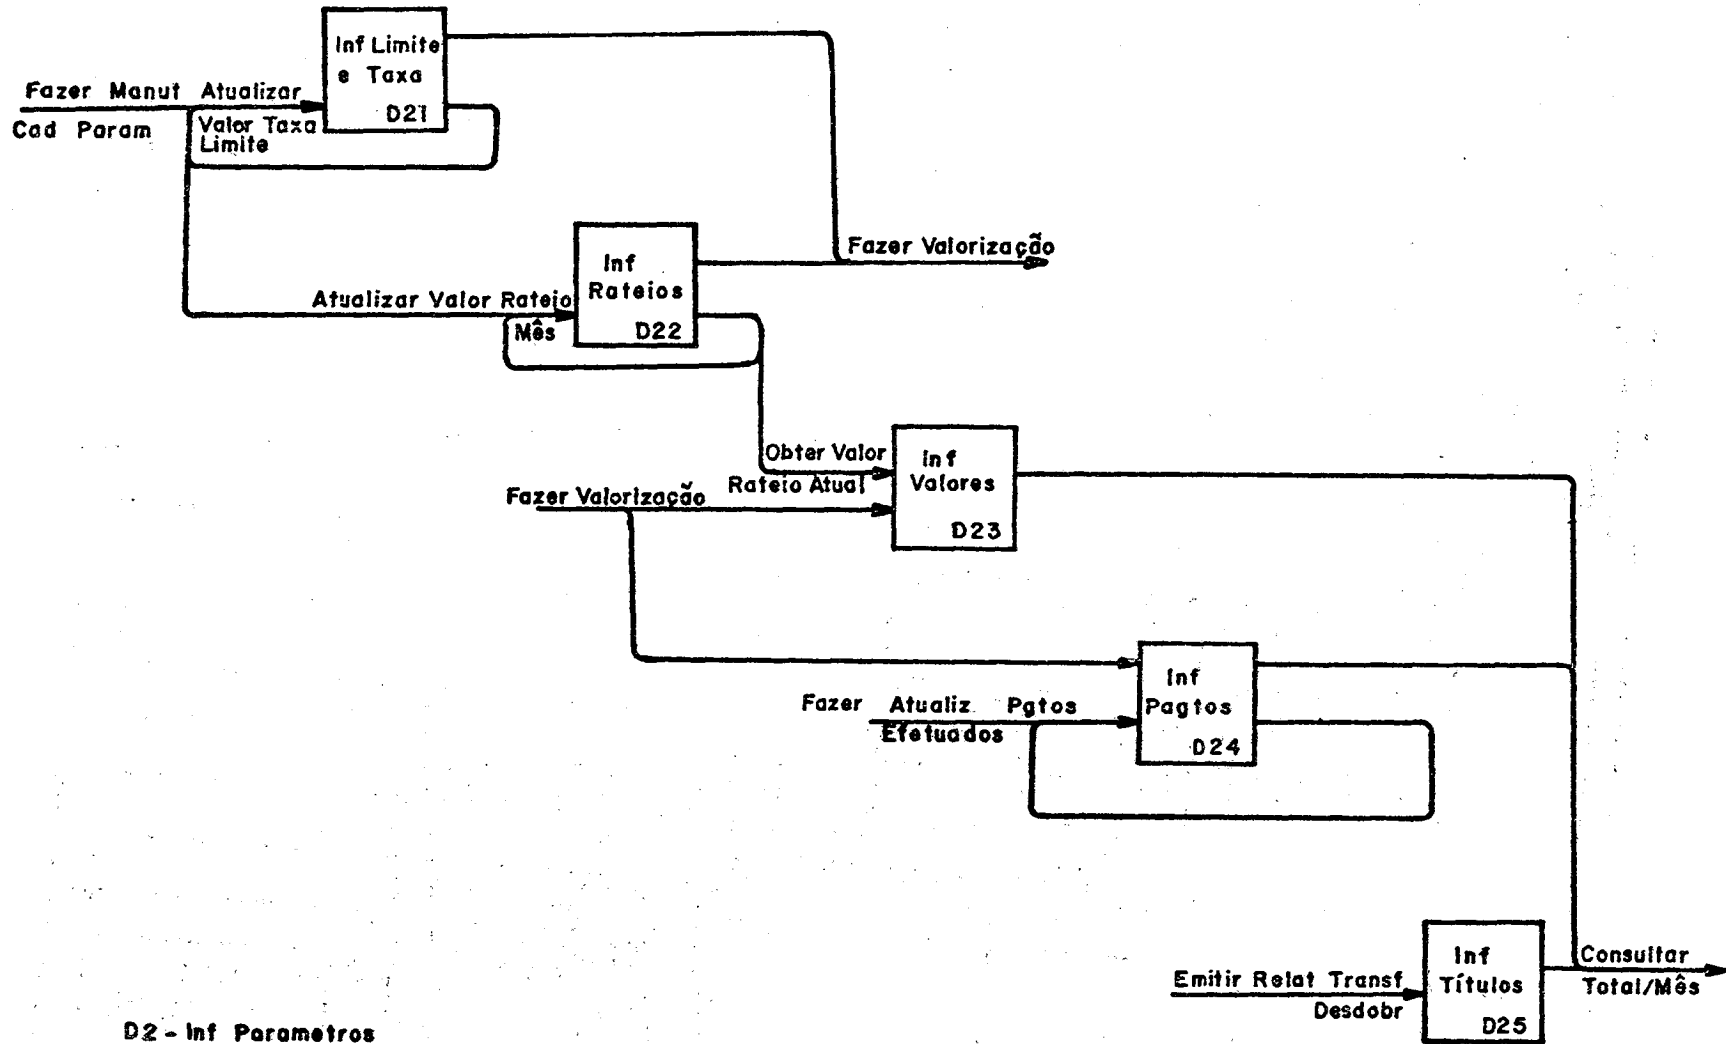 Inf Limite
e Taxa
D21
Fazer Manut Atualizar
Cad Param
Valor Taxa
Limite
Inf
Rateios
D22
Fazer Valorização
Atualizar Valor Rateio
Mês
Obter Valor
Rateio Atual
Inf
Valores
D23
Fazer Valorização
Inf
Pagtos
D24
Fazer Atualiz. Pgtos
Efetuados
Inf
Títulos
D25
Emitir Relat Transf
Desdobr
Consultar
Total/Mês
D2 - Inf Parametros